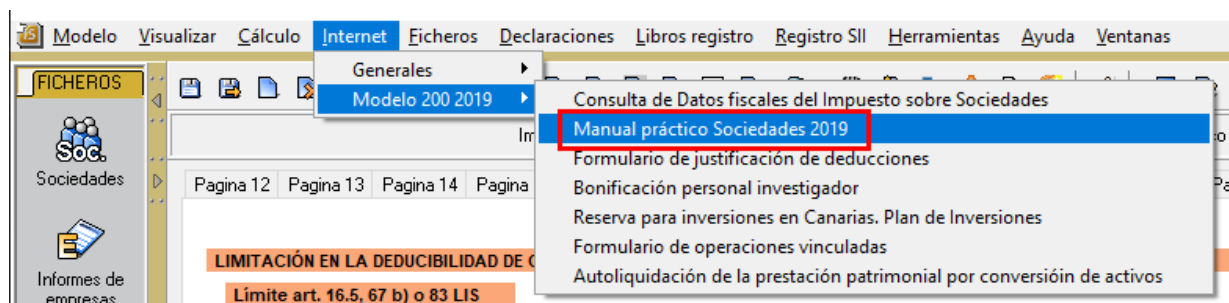 Modelo Visualizar Cálculo Internet Ficheros Declaraciones Libros registro Registro SII Herramientas Ayuda Ventanas
FICHEROS
Generales
Modelo 200 2019
Consulta de Datos fiscales del Impuesto sobre Sociedades
Manual práctico Sociedades 2019
Formulario de justificación de deducciones
Bonificación personal investigador
Reserva para inversiones en Canarias. Plan de Inversiones
Formulario de operaciones vinculadas
Autoliquidación de la prestación patrimonial por conversióin de activos
Soc.
Sociedades
Pagina 12 Pagina 13 Pagina 14 Pagina
LIMITACIÓN EN LA DEDUCIBILIDAD DE
Límite art. 16.5, 67 b) o 83 LIS
Informes de
empresas